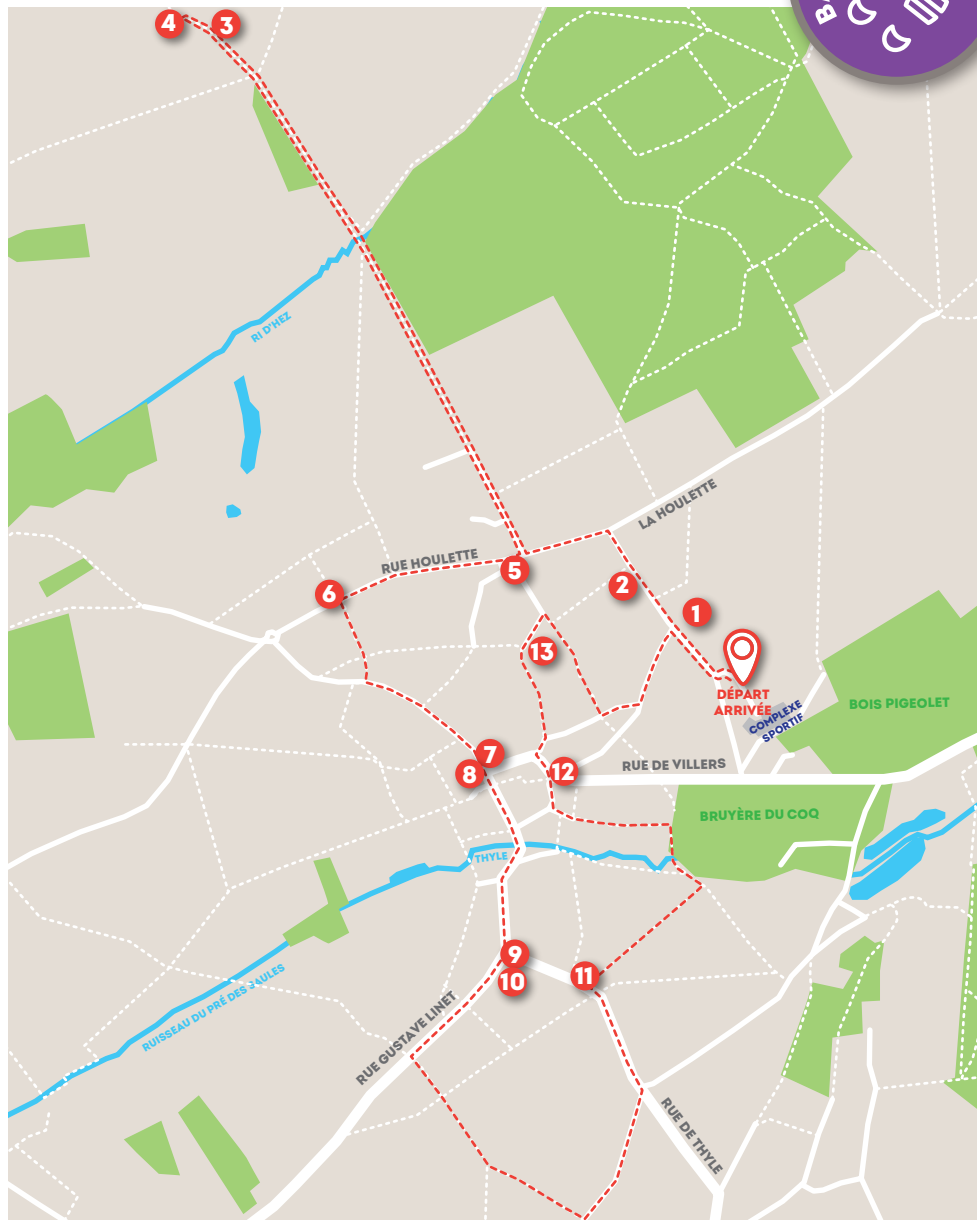 4
3
B
RI D'HEZ
LA HOULETTE
RUE HOULETTE
5
2
6
1
13
DÉPART
ARRIVÉE
COMPLEXE
SPORTIF
BOIS PIGEOLET
7
8
12
RUE DE VILLERS
BRUYÈRE DU COQ
THYLE
9
10
11
RUISSEAU DU PRÉ DES SAULES
RUE GUSTAVE LINET
RUE DE THYLE